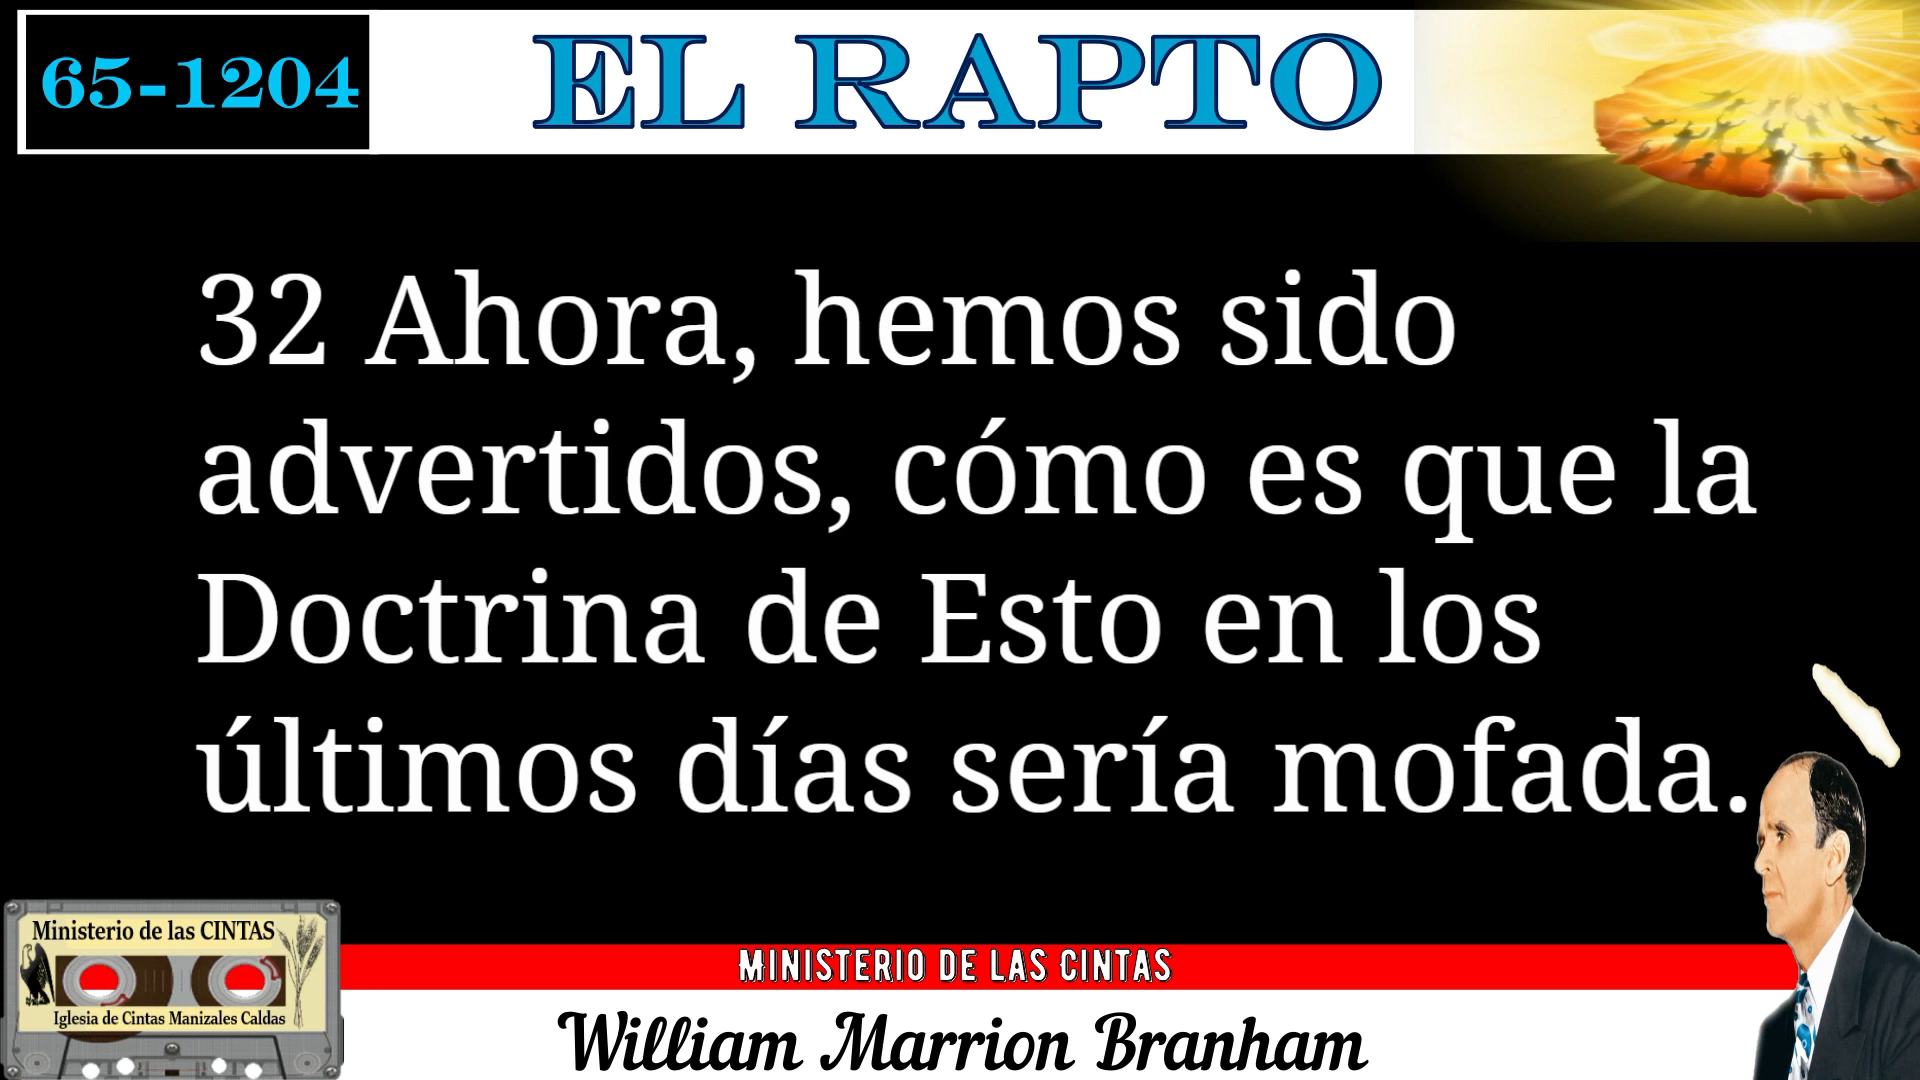 65-1204
EL RAPTO
32 Ahora, hemos sido
advertidos, cómo es que la
Doctrina de Esto en los
últimos días sería mofada.
Ministerio de las CINTAS
Iglesia de Cintas Manizales Caldas
MINISTERIO DE LAS CINTAS
William Marrion Branham